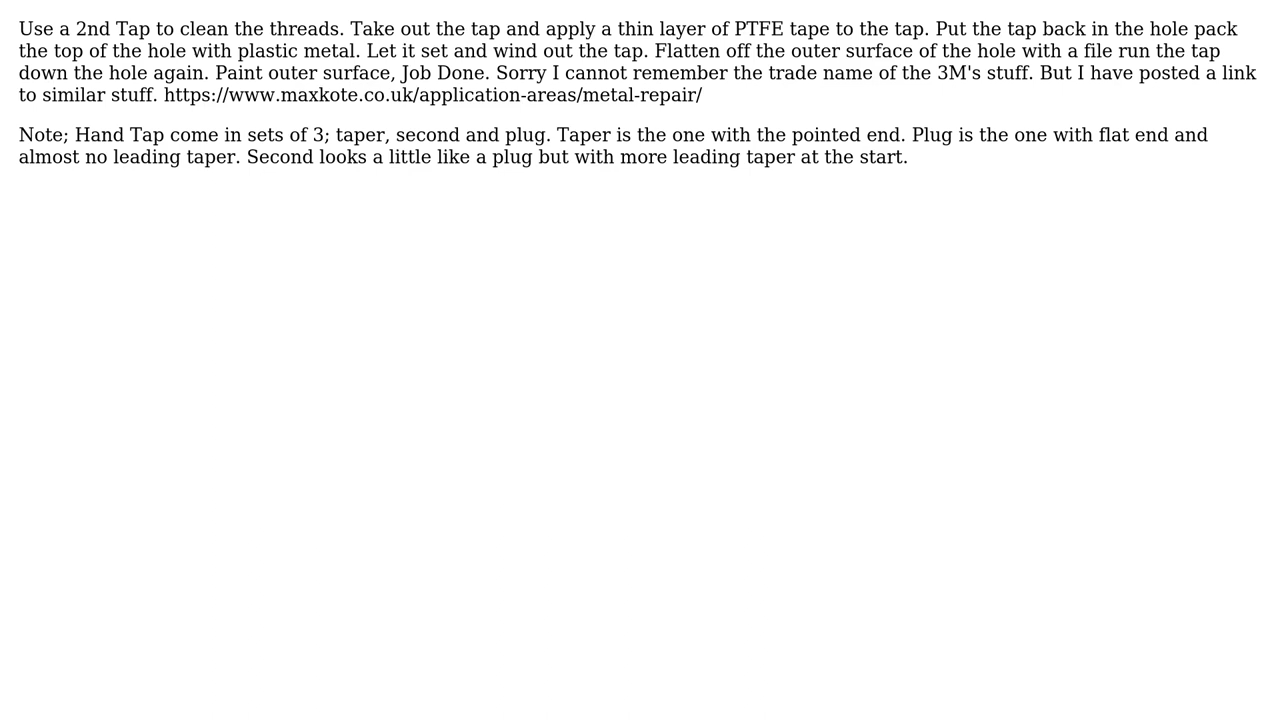 Use a 2nd Tap to clean the threads. Take out the tap and apply a thin layer of PTFE tape to the tap. Put the tap back in the hole pack
the top of the hole with plastic metal. Let it set and wind out the tap. Flatten off the outer surface of the hole with a file run the tap
down the hole again. Paint outer surface, Job Done. Sorry I cannot remember the trade name of the 3M's stuff. But I have posted a link
to similar stuff. https://www.maxkote.co.uk/application-areas/metal-repair/
Note; Hand Tap come in sets of 3; taper, second and plug. Taper is the one with the pointed end. Plug is the one with flat end and
almost no leading taper. Second looks a little like a plug but with more leading taper at the start.